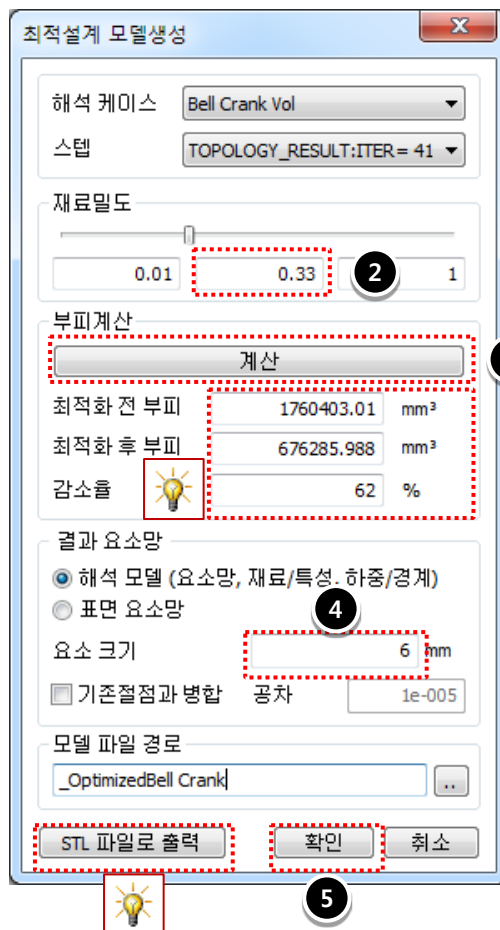 최적설계 모델생성
해석 케이스 Bell Crank Vol
스텝 TOPOLOGY_RESULT:ITER= 41
재료밀도
0.01 0.33 2 1
부피계산
계산
최적화 전 부피 1760403.01 mm³
최적화 후 부피 676285.988 mm³
감소율 62 %
결과 요소망
해석 모델 (요소망, 재료/특성. 하중/경계)
표면 요소망 4
요소 크기 6 mm
기존절점과 병합 공차 1e-005
모델 파일 경로
_OptimizedBell Crank ..
STL 파일로 출력 확인 취소
5